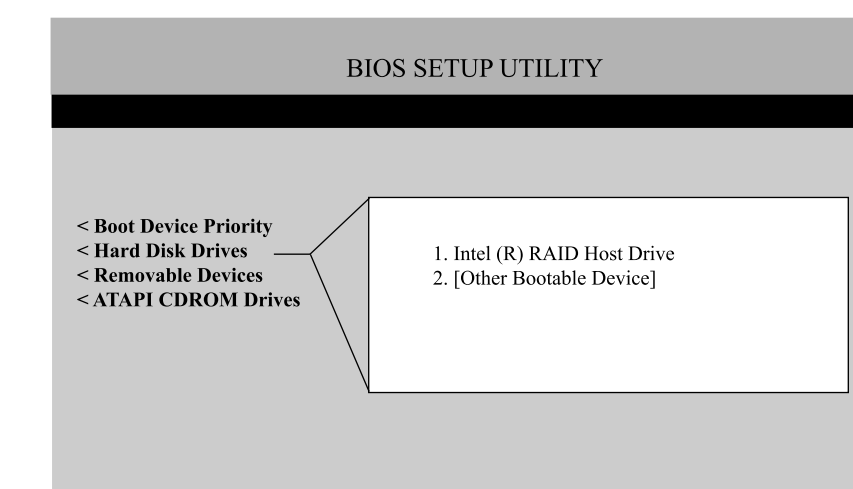 BIOS SETUP UTILITY
< Boot Device Priority
< Hard Disk Drives
< Removable Devices
< ATAPI CDROM Drives
1. Intel (R) RAID Host Drive
2. [Other Bootable Device]